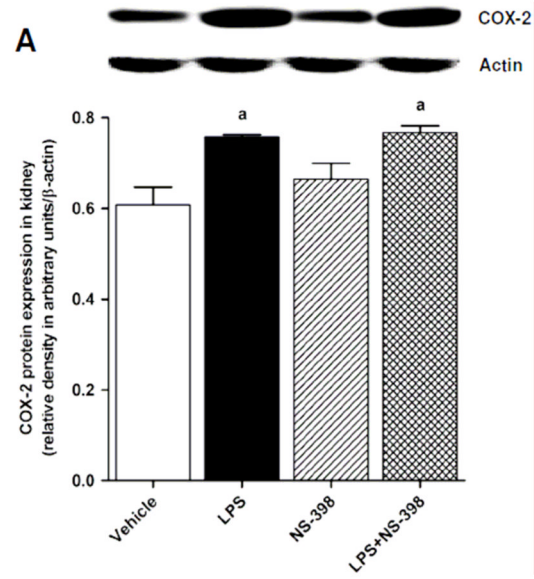 COX-2
A
Actin
COX-2 protein expression in kidney
(relative density in arbitrary units/β-actin)
0.8
0.6
0.4
0.2
0.0
a
a
Vehicle
LPS
NS-398
LPS+NS-398